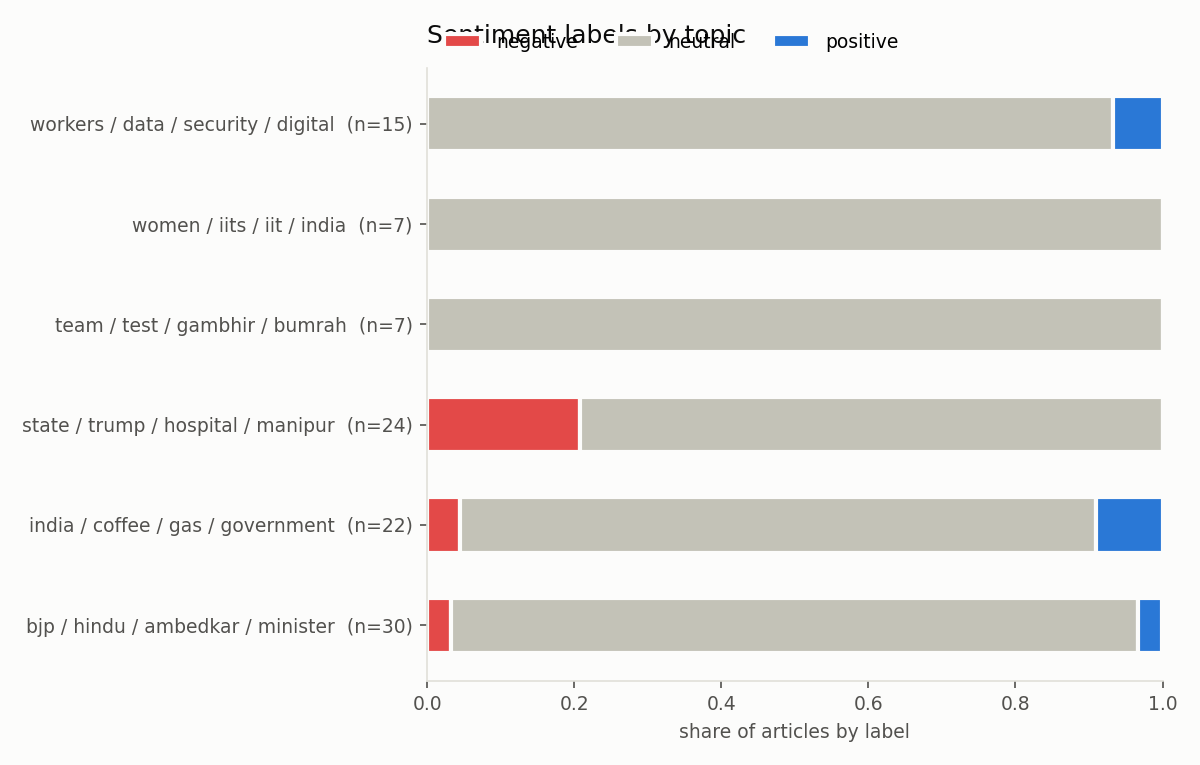 Sentiment labels by topic
negative neutral positive
workers / data / security / digital (n=15)
women / iits / iit / india (n=7)
team / test / gambhir / bumrah (n=7)
state / trump / hospital / manipur (n=24)
india / coffee / gas / government (n=22)
bjp / hindu / ambedkar / minister (n=30)
0.0 0.2 0.4 0.6 0.8 1.0
share of articles by label